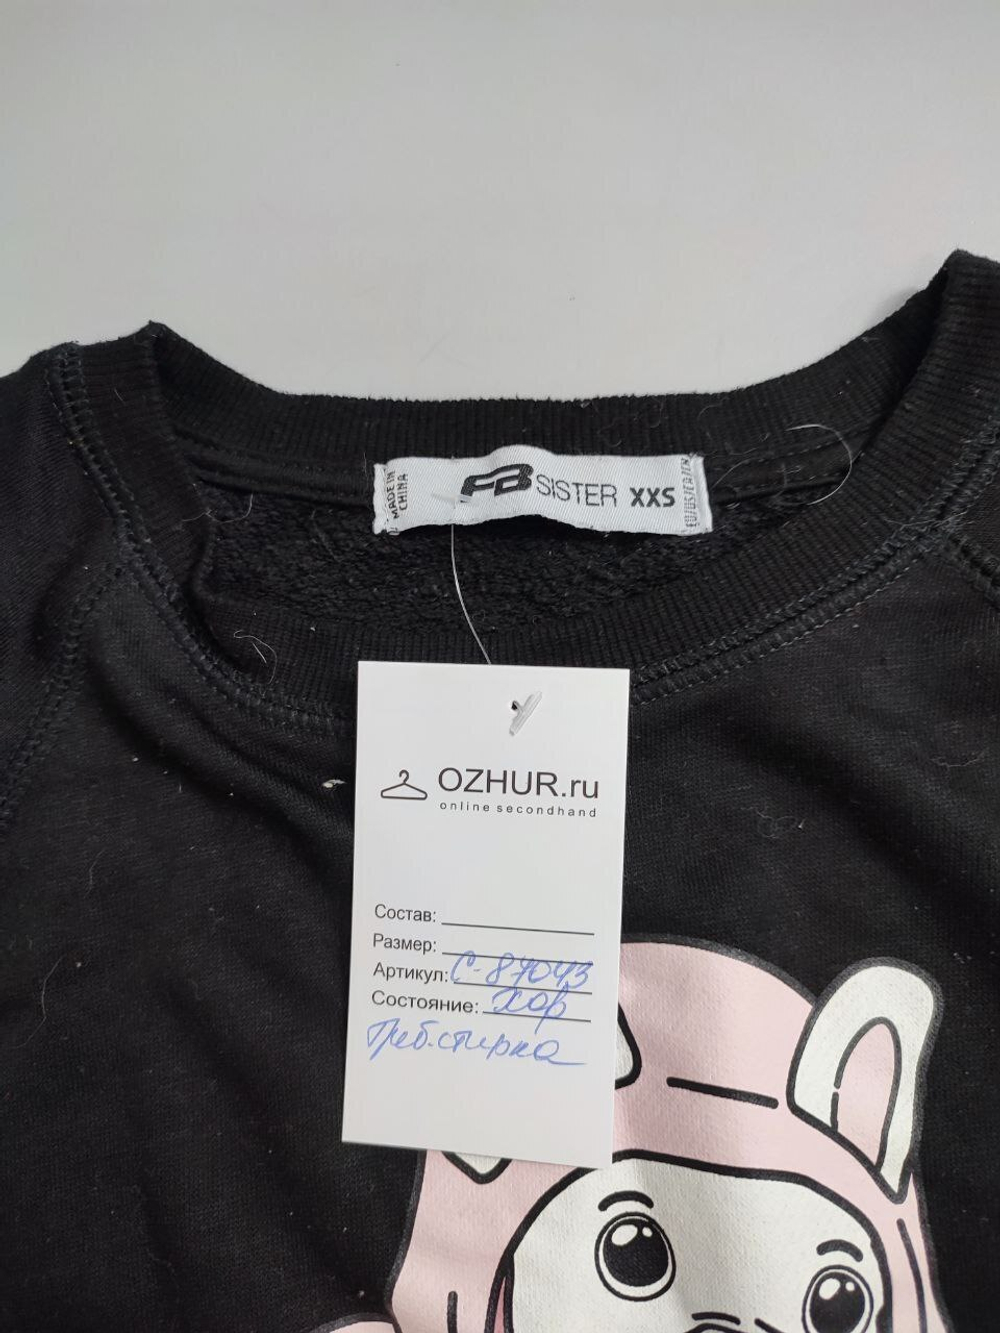 MADE IN
CHINA
FB SISTER XXS
OZHUR.ru
online secondhand
Состав:
Размер:
Артикул: С-87043
Состояние: хор
Треб. стирка